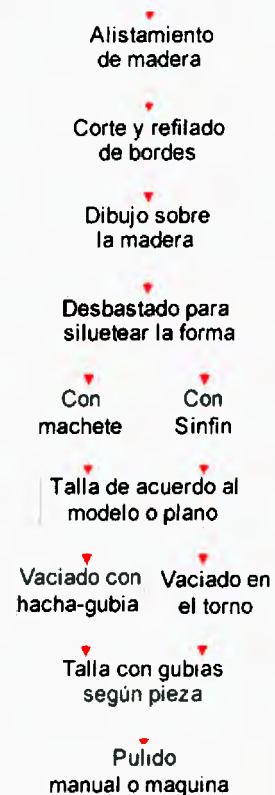 Alistamiento
de madera
Corte y refilado
de bordes
Dibujo sobre
la madera
Desbastado para
siluetear la forma
Con
machete
Con
Sinfin
Talla de acuerdo al
modelo o plano
Vaciado con
hacha-gubia
Vaciado en
el torno
Talla con gubias
según pieza
Pulido
manual o maquina